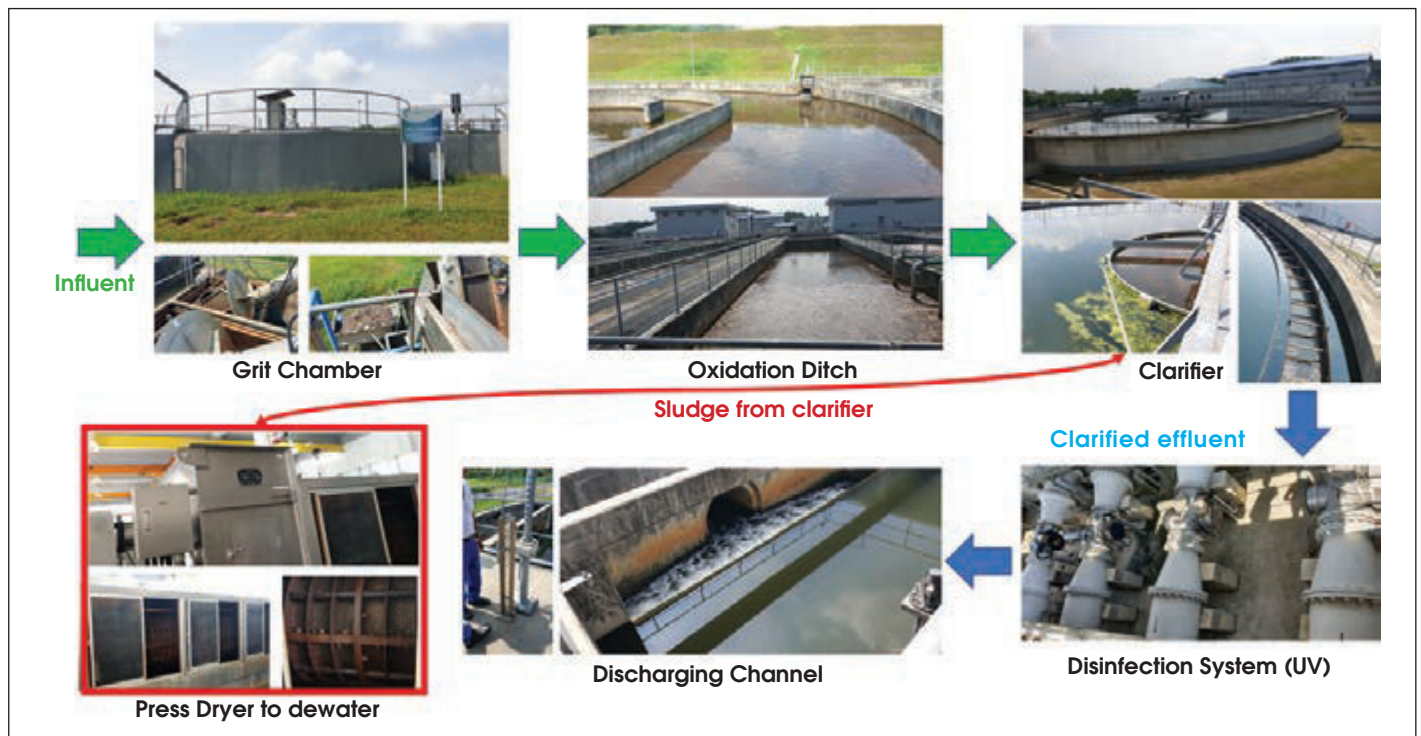 Influent
Grit Chamber
Oxidation Ditch
Clarifier
Sludge from clarifier
Clarified effluent
Press Dryer to dewater
Discharging Channel
Disinfection System (UV)